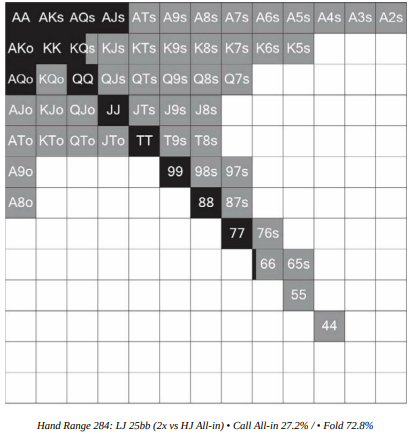 AA AKs AQs AJs ATs A9s A8s A7s A6s A5s A4s A3s A2s
AKo KK KQs KJs KTs K9s K8s K7s K6s K5s
AQo KQo QQ QJs QTs Q9s Q8s Q7s
AJo KJo QJo JJ JTs J9s J8s
ATo KTo QTo JTo TT T9s T8s
A9o 99 98s 97s
A8o 88 87s
77 76s
66 65s
55
44
Hand Range 284: LJ 25bb (2x vs HJ All-in) • Call All-in 27.2% / • Fold 72.8%